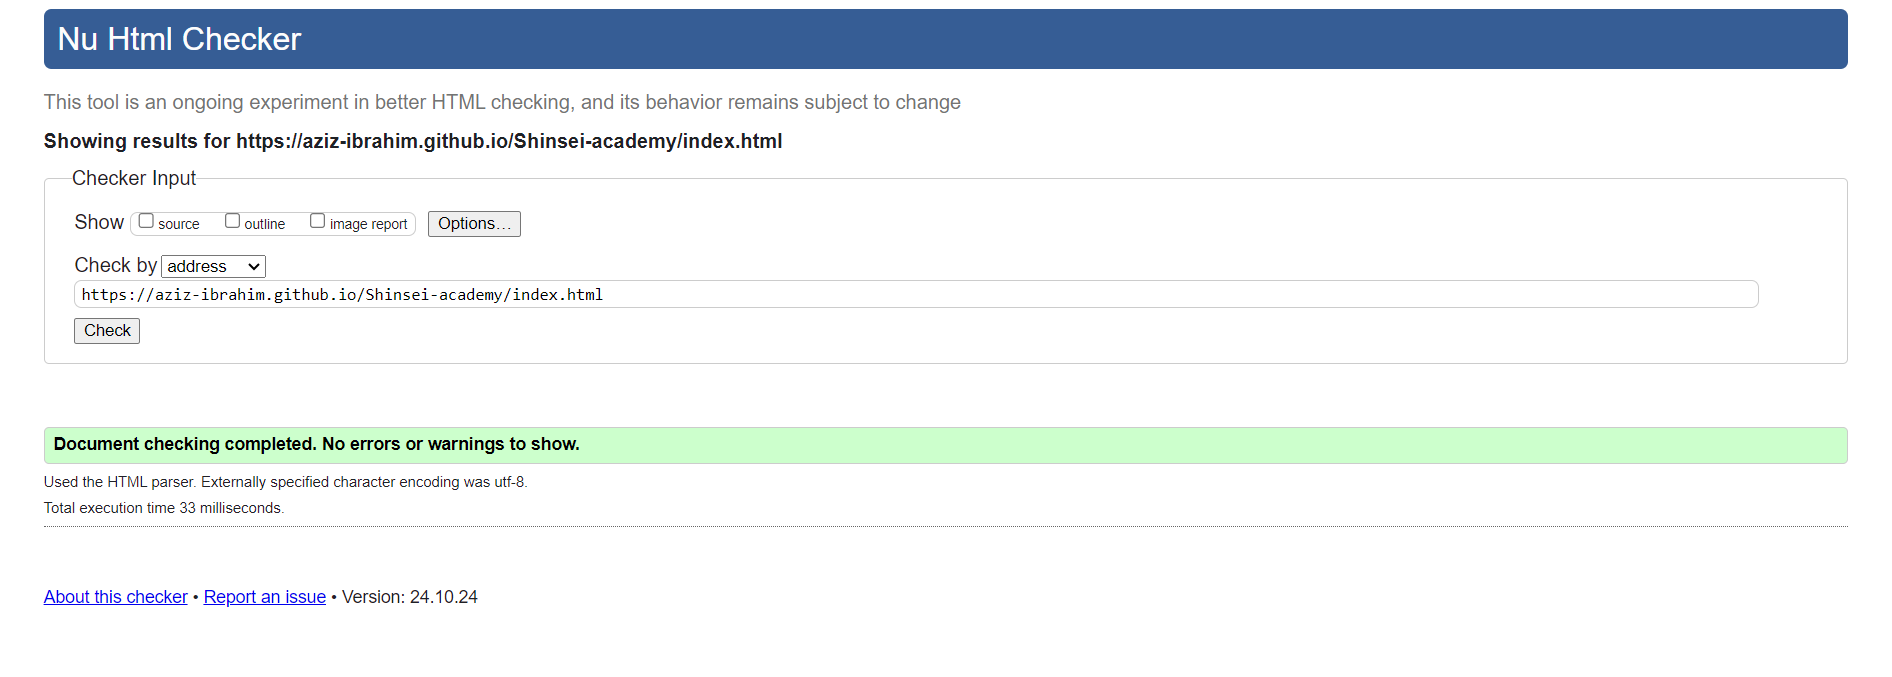 Nu Html Checker
This tool is an ongoing experiment in better HTML checking, and its behavior remains subject to change
Showing results for https://aziz-ibrahim.github.io/Shinsei-academy/index.html
Checker Input
Show source outline image report Options…
Check by address
https://aziz-ibrahim.github.io/Shinsei-academy/index.html
Check
Document checking completed. No errors or warnings to show.
Used the HTML parser. Externally specified character encoding was utf-8.
Total execution time 33 milliseconds.
About this checker • Report an issue • Version: 24.10.24